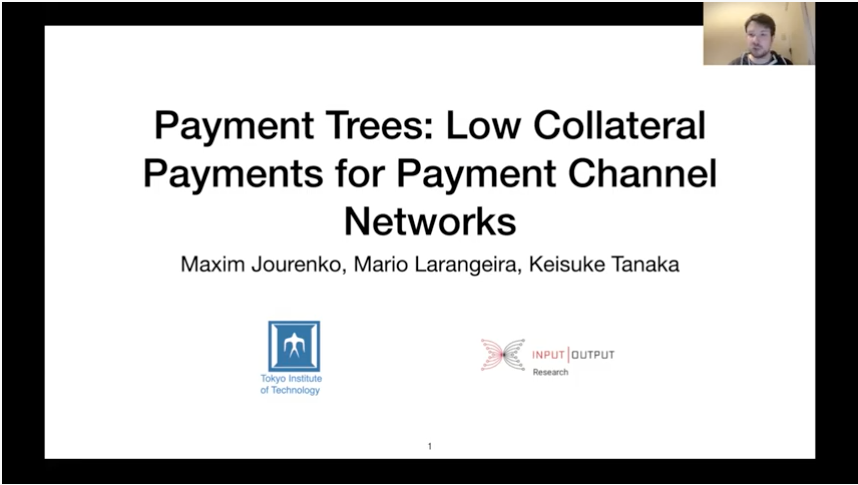 Payment Trees: Low Collateral
Payments for Payment Channel
Networks
Maxim Jourenko, Mario Larangeira, Keisuke Tanaka
Tokyo Institute
of Technology
INPUT|OUTPUT
Research
1